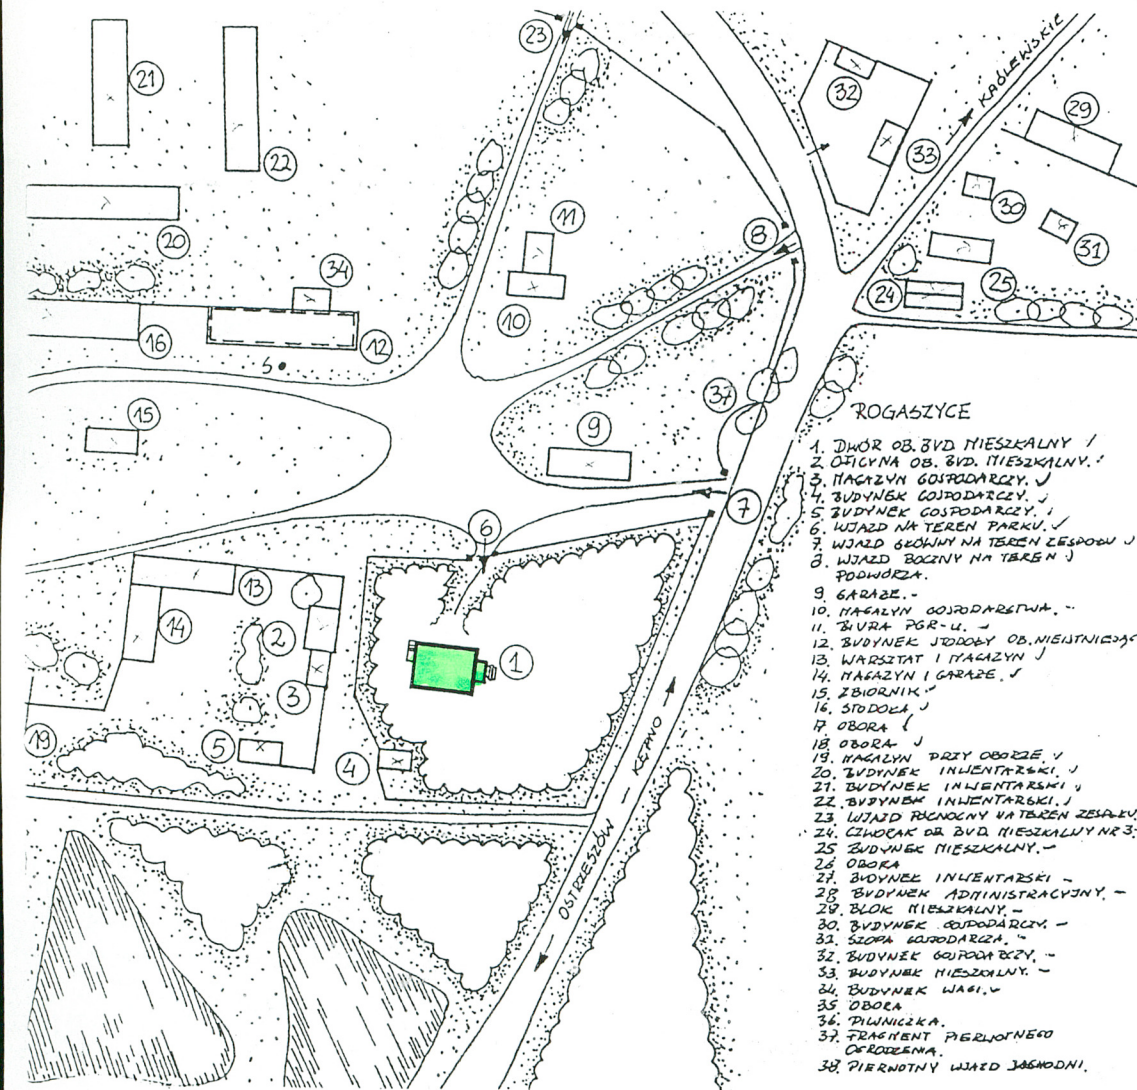 23
KRÓLEWSKIE
21
32
29
22
33
30
11
8
31
20
34
25
24
10
16
12
S
37
15
9
7
6
13
14
2
1
3
19
5
4
KĘPNO
OSTRZESZÓW
ROGASZYCE
1. DWÓR OB. BUD. MIESZKALNY
2. OFICYNA OB. BUD. MIESZKALNY.
3. MAGAZYN GOSPODARCZY.
4. BUDYNEK GOSPODARCZY.
5. BUDYNEK GOSPODARCZY.
6. WJAZD NA TEREN PARKU.
7. WJAZD GŁÓWNY NA TEREN ZESPOŁU
8. WJAZD BOCZNY NA TEREN
PODWÓRZA.
9. GARAŻE.
10. MAGAZYN GOSPODARSTWA.
11. BIURA PGR-U.
12. BUDYNEK STODOŁY OB. NIEISTNIEJĄC
13. WARSZTAT I MAGAZYN
14. MAGAZYN I GARAŻE.
15. ZBIORNIK
16. STODOŁA
17 OBORA
18. OBORA
19. MAGAZYN PRZY OBORZE.
20. BUDYNEK INWENTARSKI
21. BUDYNEK INWENTARSKI
22. BUDYNEK INWENTARSKI.
23. WJAZD PÓŁNOCNY NA TEREN ZESPOŁU.
24. CZWORAK OB BUD. MIESZKALNY NR 3.
25 BUDYNEK MIESZKALNY.
26 OBORA
27. BUDYNEK INWENTARSKI
28 BUDYNEK ADMINISTRACYJNY.
29. BLOK MIESZKALNY.
30. BUDYNEK GOSPODARCZY.
31. SZOPA GOSPODARCZA.
32. BUDYNEK GOSPODARCZY.
33. BUDYNEK MIESZKALNY.
34. BUDYNEK WAGI.
35 OBORA
36. PIWNICZKA.
37. FRAGMENT PIERWOTNEGO
OGRODZENIA.
38. PIERWOTNY WJAZD ZACHODNI.